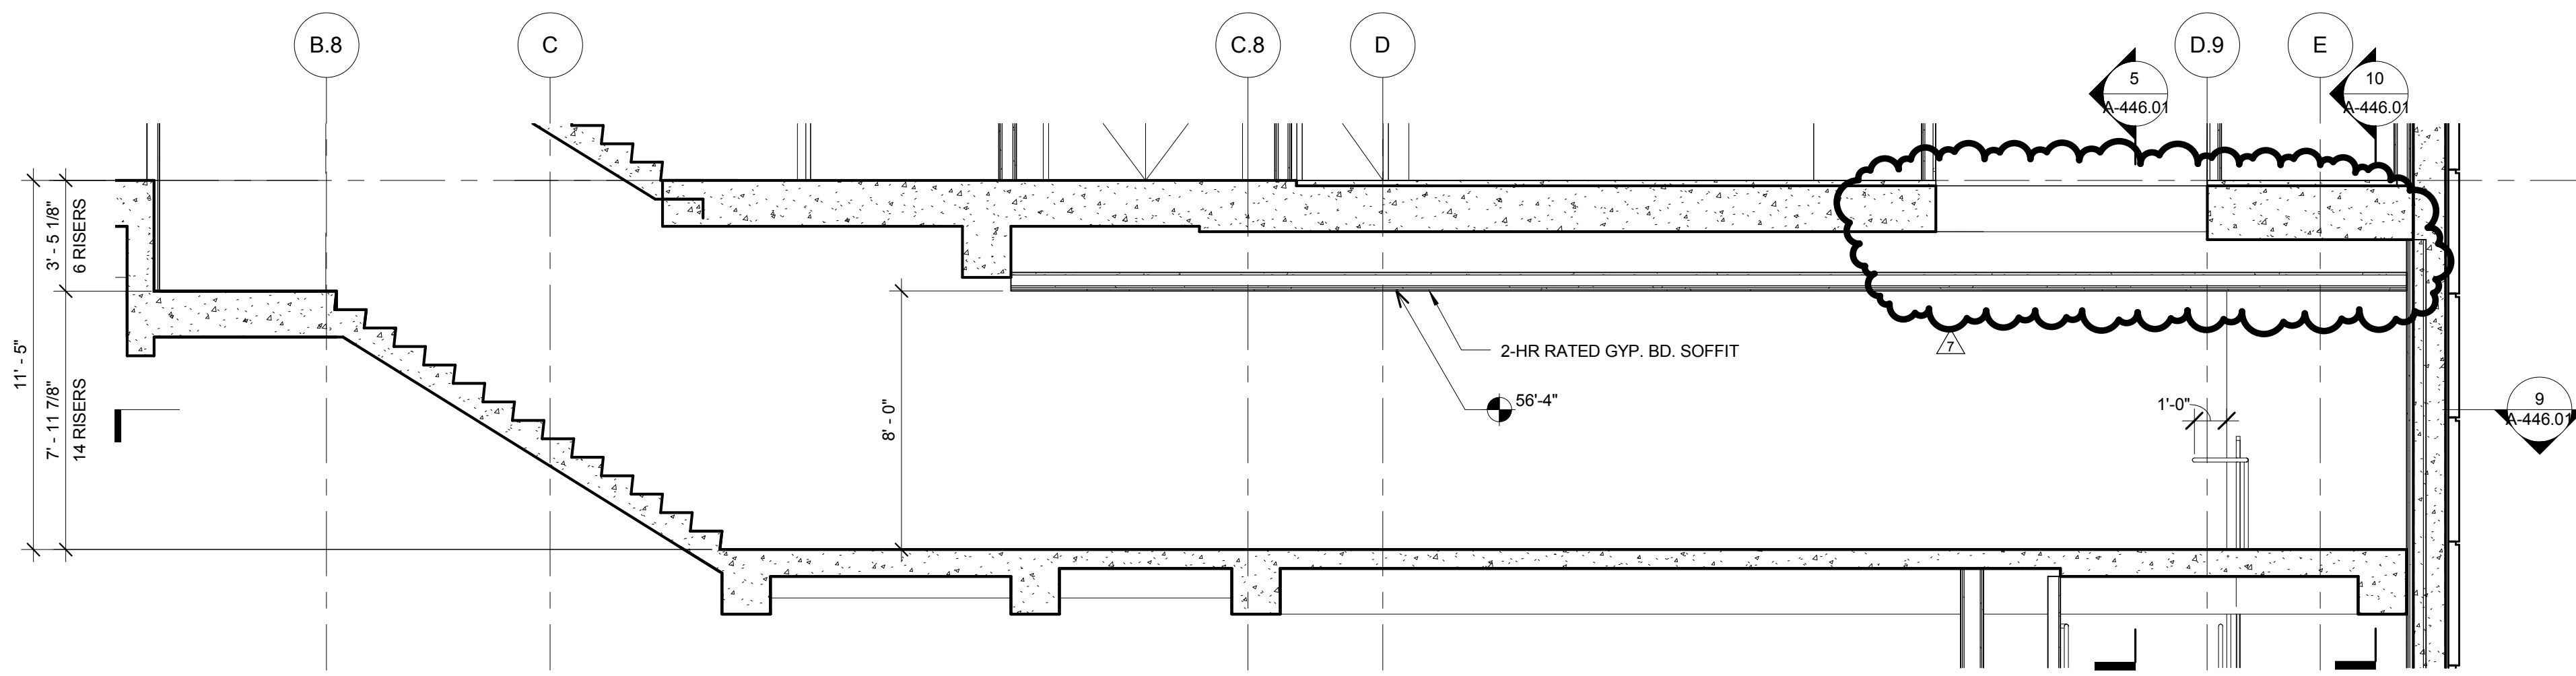 B.8
C
C.8
D
D.9
E
5
A-446.01
10
A-446.01
3' - 5 1/8"
6 RISERS
11' - 5"
7' - 11 7/8"
14 RISERS
8' - 0"
2-HR RATED GYP. BD. SOFFIT
56'-4"
7
1'-0"
9
A-446.01